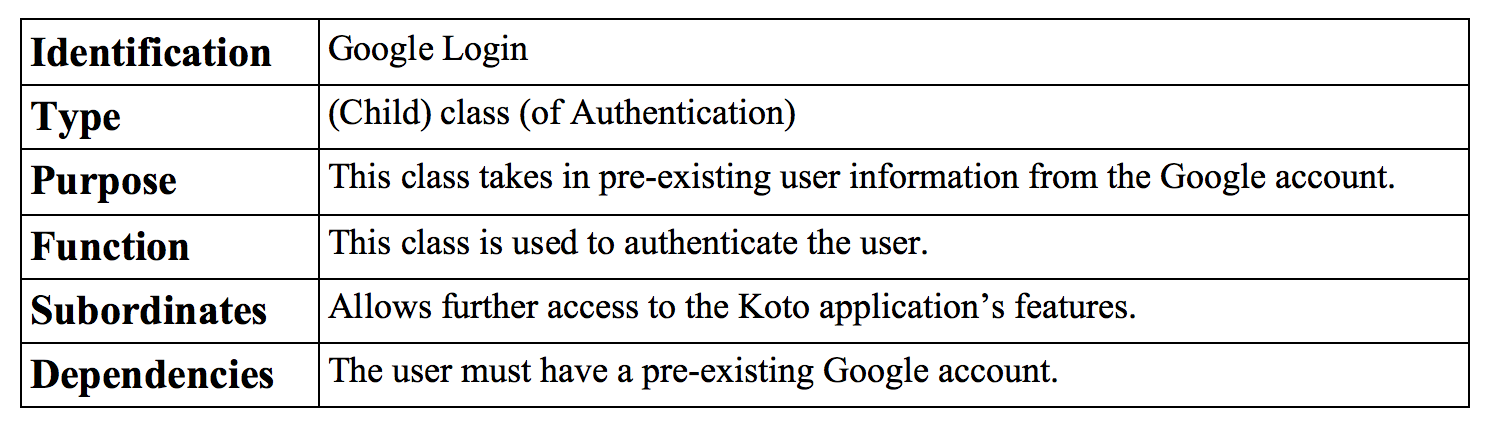 Identification Google Login
Type (Child) class (of Authentication)
Purpose This class takes in pre-existing user information from the Google account.
Function This class is used to authenticate the user.
Subordinates Allows further access to the Koto application’s features.
Dependencies The user must have a pre-existing Google account.